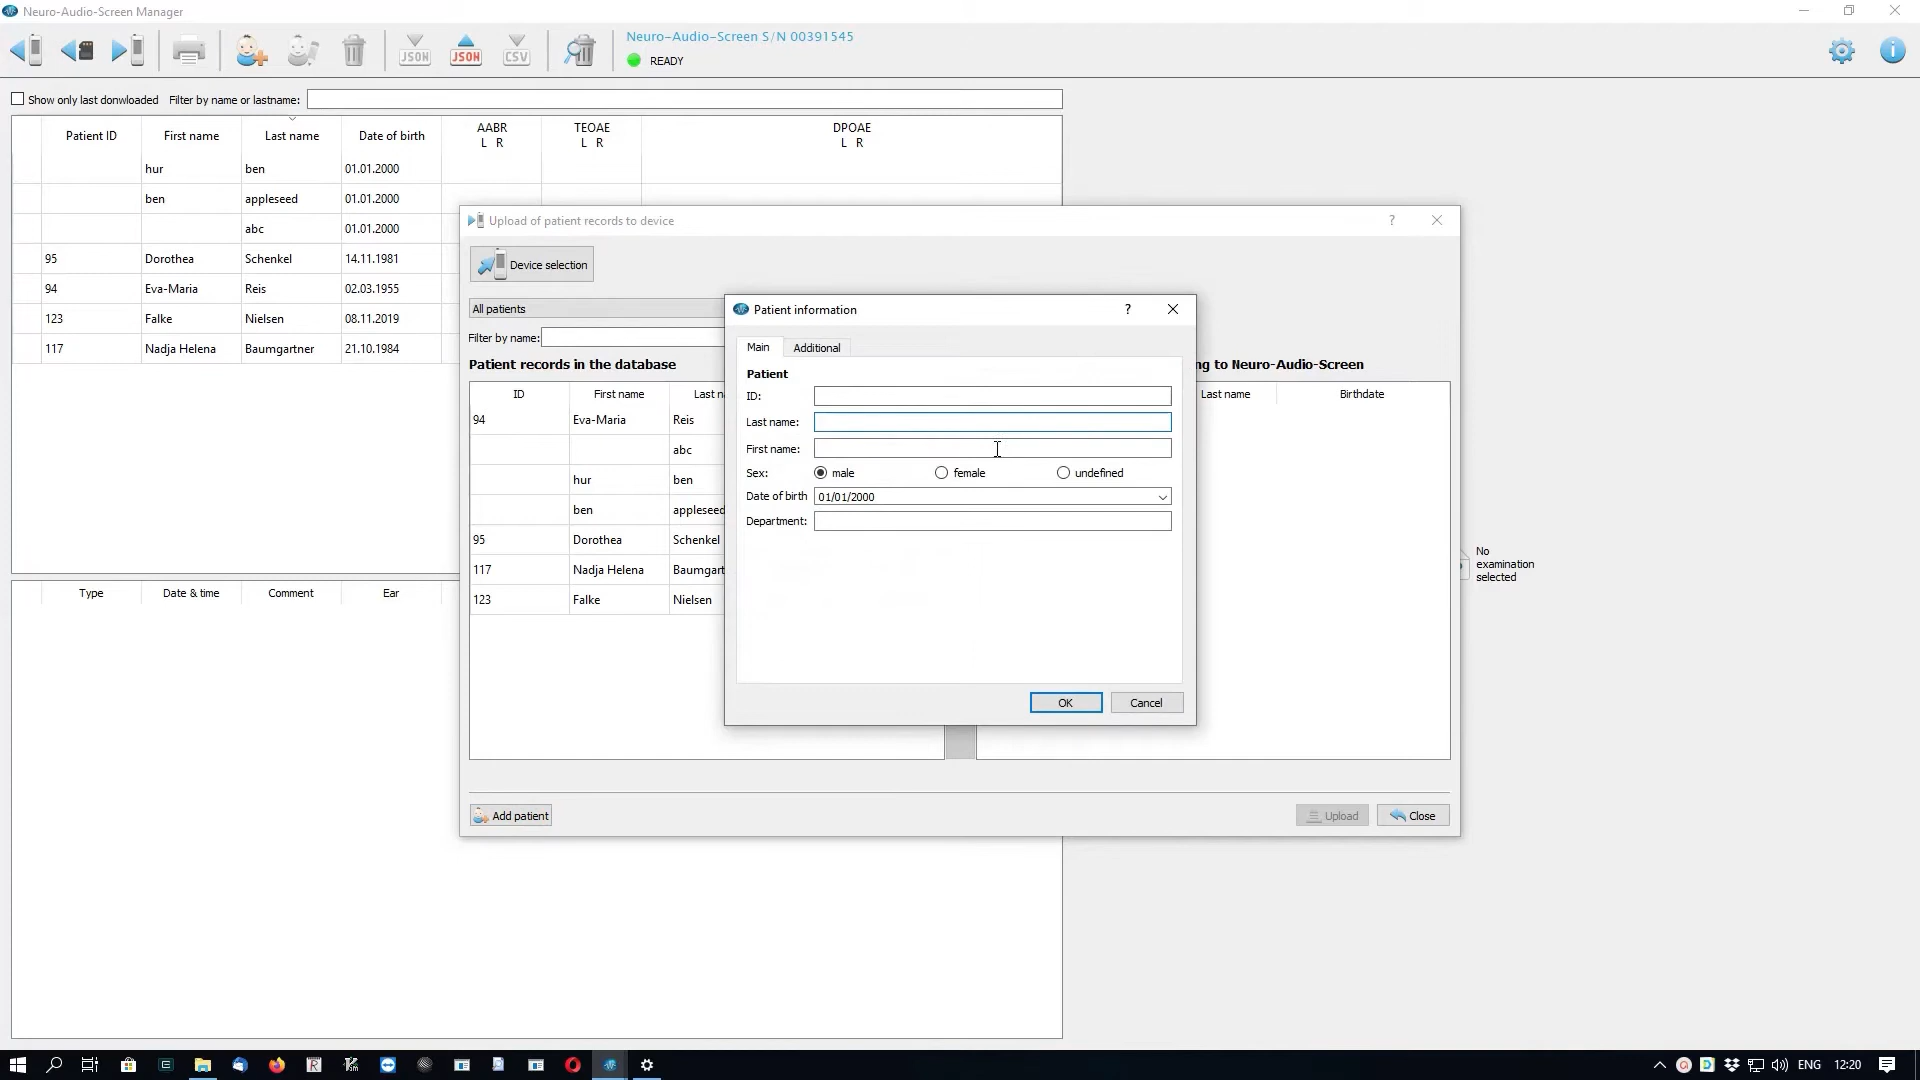 Neuro-Audio-Screen Manager
JSON JSON CSV
Neuro-Audio-Screen S/N 00391545
READY
Show only last donwloaded Filter by name or lastname:
Patient ID First name Last name Date of birth AABR TEOAE DPOAE
L R L R L R
hur ben 01.01.2000
ben appleseed 01.01.2000
abc 01.01.2000
95 Dorothea Schenkel 14.11.1981
94 Eva-Maria Reis 02.03.1955
123 Falke Nielsen 08.11.2019
117 Nadja Helena Baumgartner 21.10.1984
Type Date & time Comment Ear
Upload of patient records to device ?
Device selection
All patients
Filter by name:
Patient records in the database
ID First name Last n
94 Eva-Maria Reis
abc
hur ben
ben appleseed
95 Dorothea Schenkel
117 Nadja Helena Baumgart
123 Falke Nielsen
ng to Neuro-Audio-Screen
Last name Birthdate
Add patient Upload Close
Patient information ?
Main Additional
Patient
ID:
Last name:
First name:
Sex: male female undefined
Date of birth 01/01/2000
Department:
OK Cancel
No
examination
selected
ENG 12:20